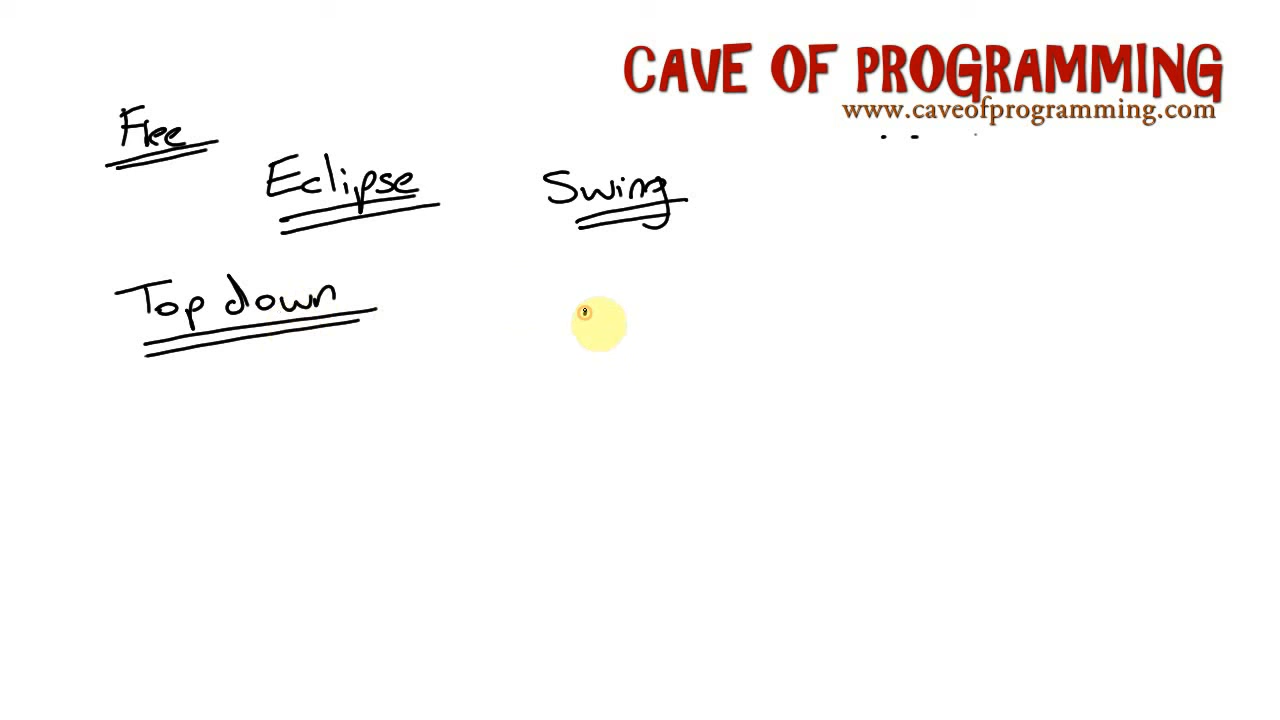 CAVE OF PROGRAMMING
www.caveofprogramming.com
Free
Eclipse
Swing
Top down